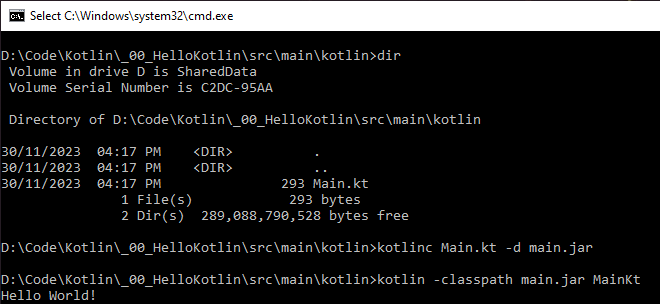 Select C:\Windows\system32\cmd.exe
D:\Code\Kotlin\_00_HelloKotlin\src\main\kotlin>dir
 Volume in drive D is SharedData
 Volume Serial Number is C2DC-95AA
 Directory of D:\Code\Kotlin\_00_HelloKotlin\src\main\kotlin
30/11/2023  04:17 PM    <DIR>          .
30/11/2023  04:17 PM    <DIR>          ..
30/11/2023  04:17 PM               293 Main.kt
               1 File(s)            293 bytes
               2 Dir(s)  289,088,790,528 bytes free
D:\Code\Kotlin\_00_HelloKotlin\src\main\kotlin>kotlinc Main.kt -d main.jar
D:\Code\Kotlin\_00_HelloKotlin\src\main\kotlin>kotlin -classpath main.jar MainKt
Hello World!